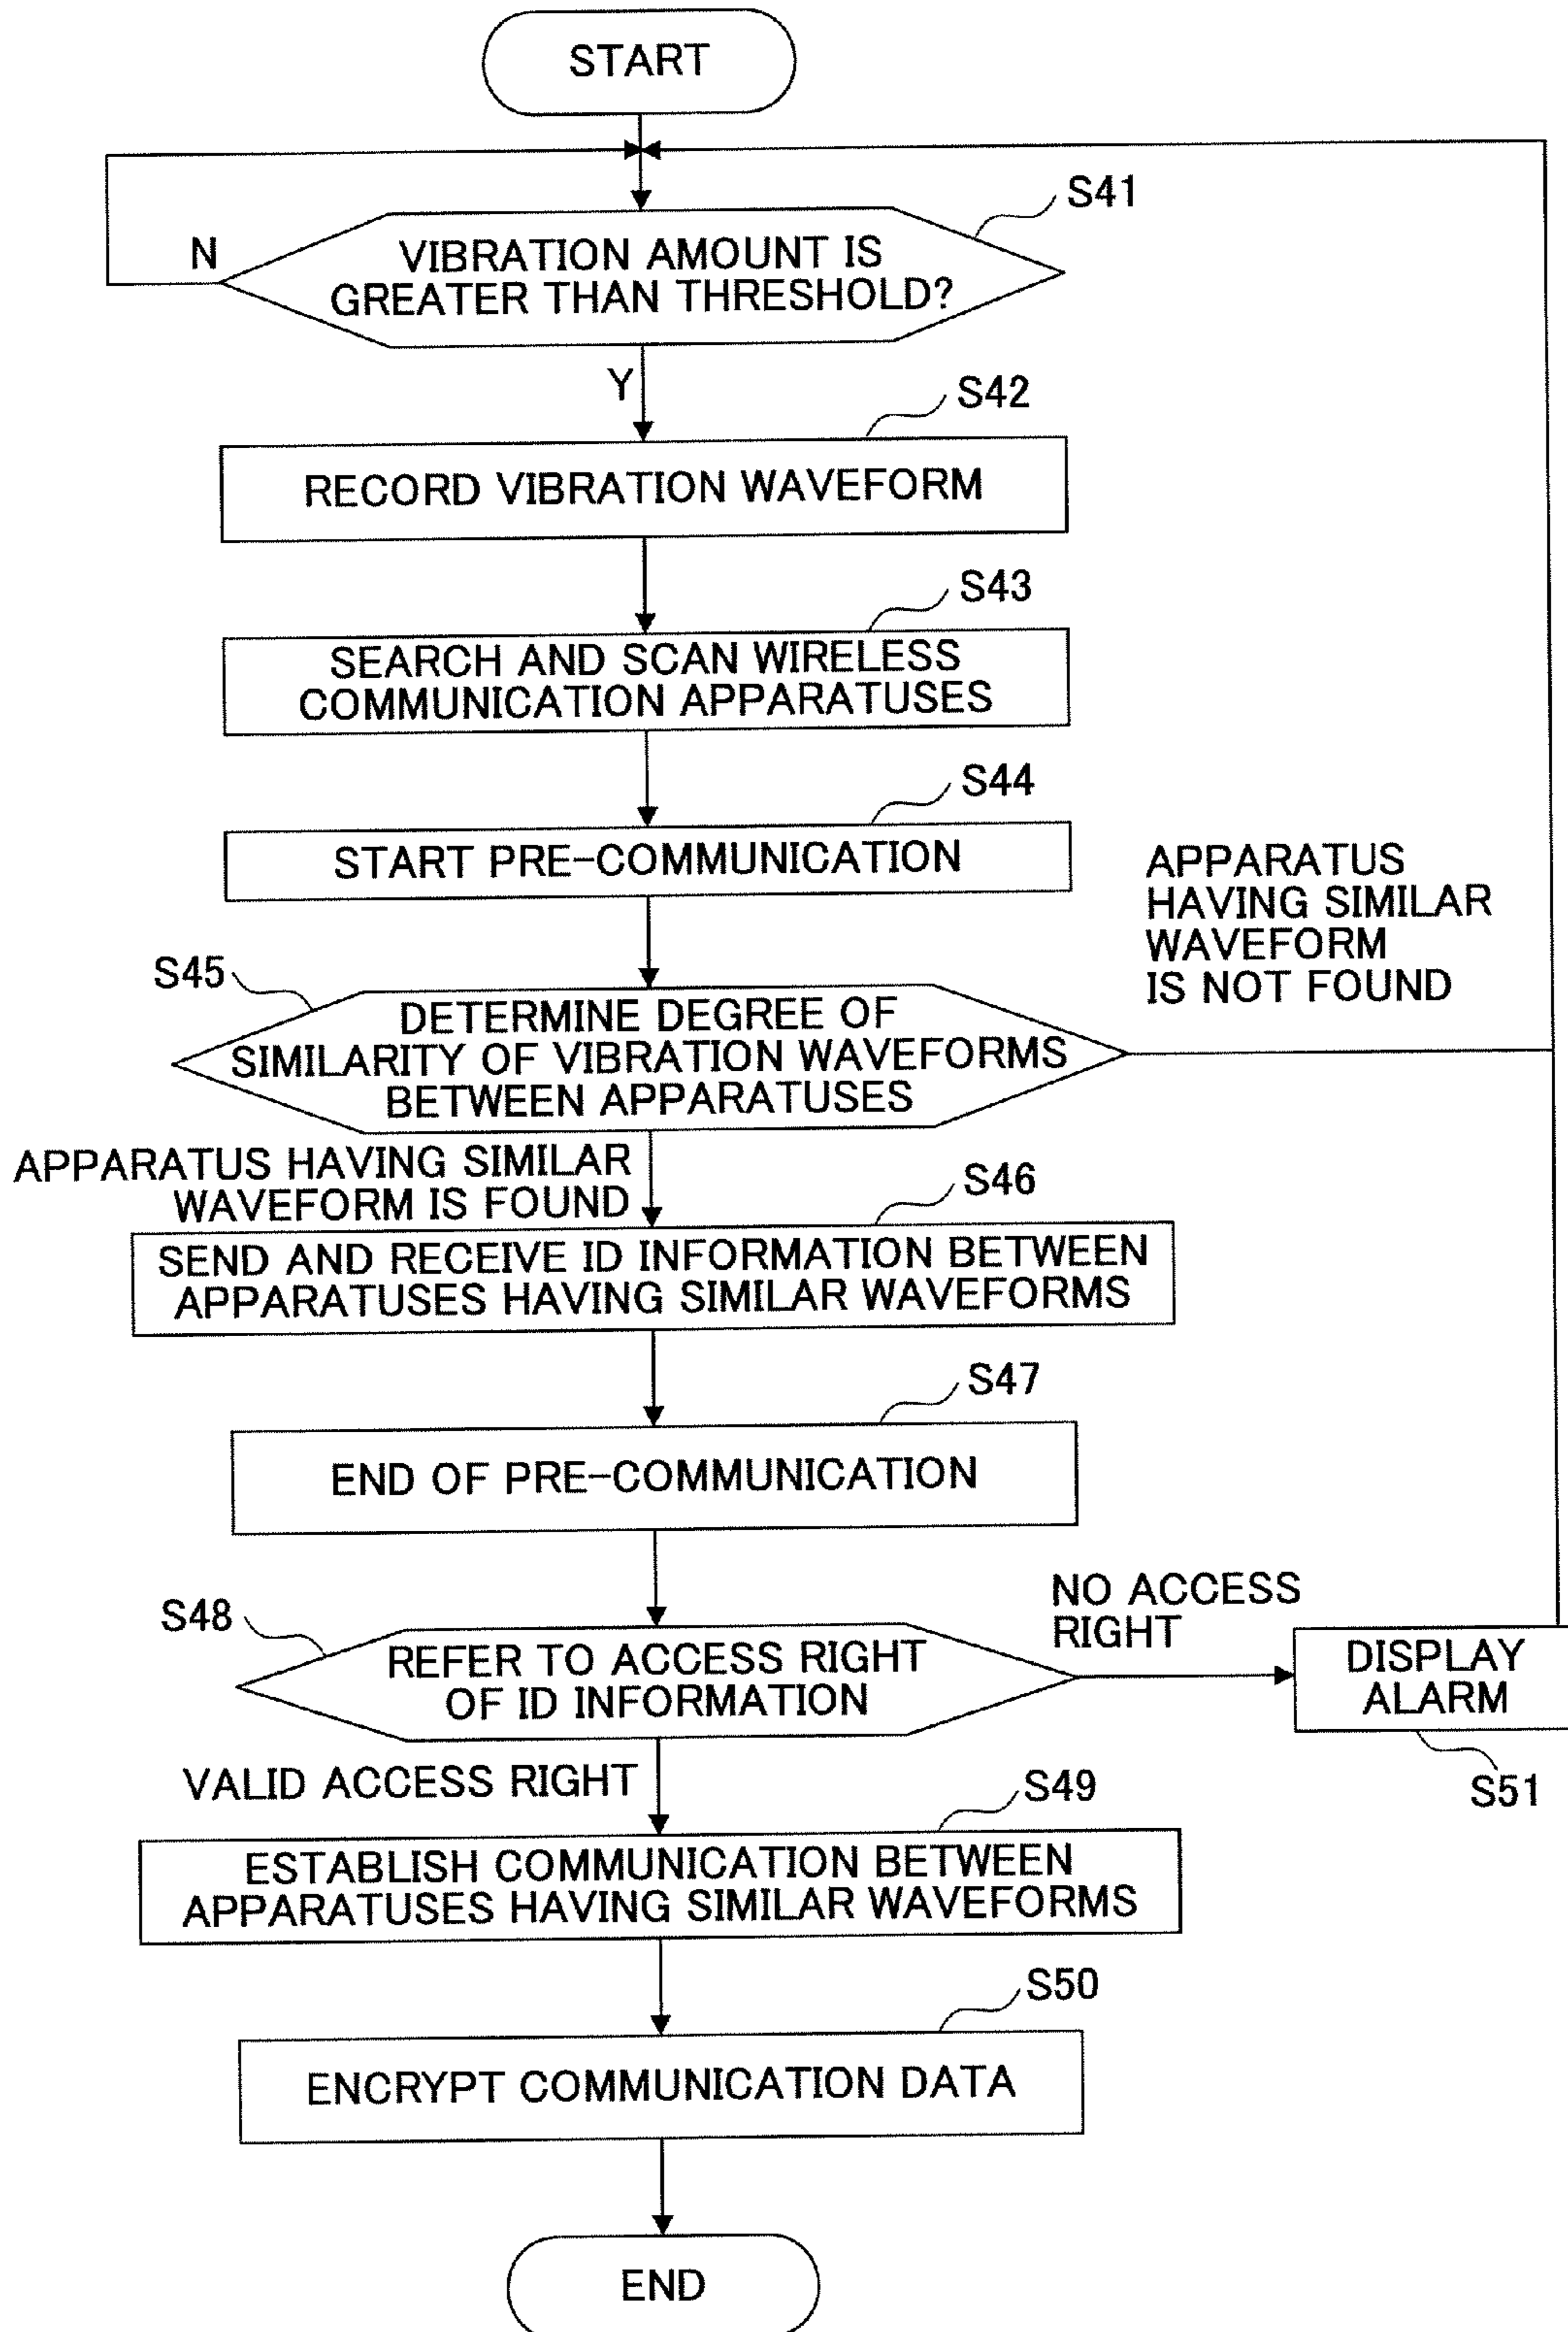 START
S41
N
VIBRATION AMOUNT IS
GREATER THAN THRESHOLD?
Y
S42
RECORD VIBRATION WAVEFORM
S43
SEARCH AND SCAN WIRELESS
COMMUNICATION APPARATUSES
S44
START PRE-COMMUNICATION
APPARATUS
HAVING SIMILAR
WAVEFORM
IS NOT FOUND
S45
DETERMINE DEGREE OF
SIMILARITY OF VIBRATION WAVEFORMS
BETWEEN APPARATUSES
APPARATUS HAVING SIMILAR
WAVEFORM IS FOUND
S46
SEND AND RECEIVE ID INFORMATION BETWEEN
APPARATUSES HAVING SIMILAR WAVEFORMS
S47
END OF PRE-COMMUNICATION
S48
NO ACCESS
RIGHT
REFER TO ACCESS RIGHT
OF ID INFORMATION
DISPLAY
ALARM
S51
VALID ACCESS RIGHT
S49
ESTABLISH COMMUNICATION BETWEEN
APPARATUSES HAVING SIMILAR WAVEFORMS
S50
ENCRYPT COMMUNICATION DATA
END